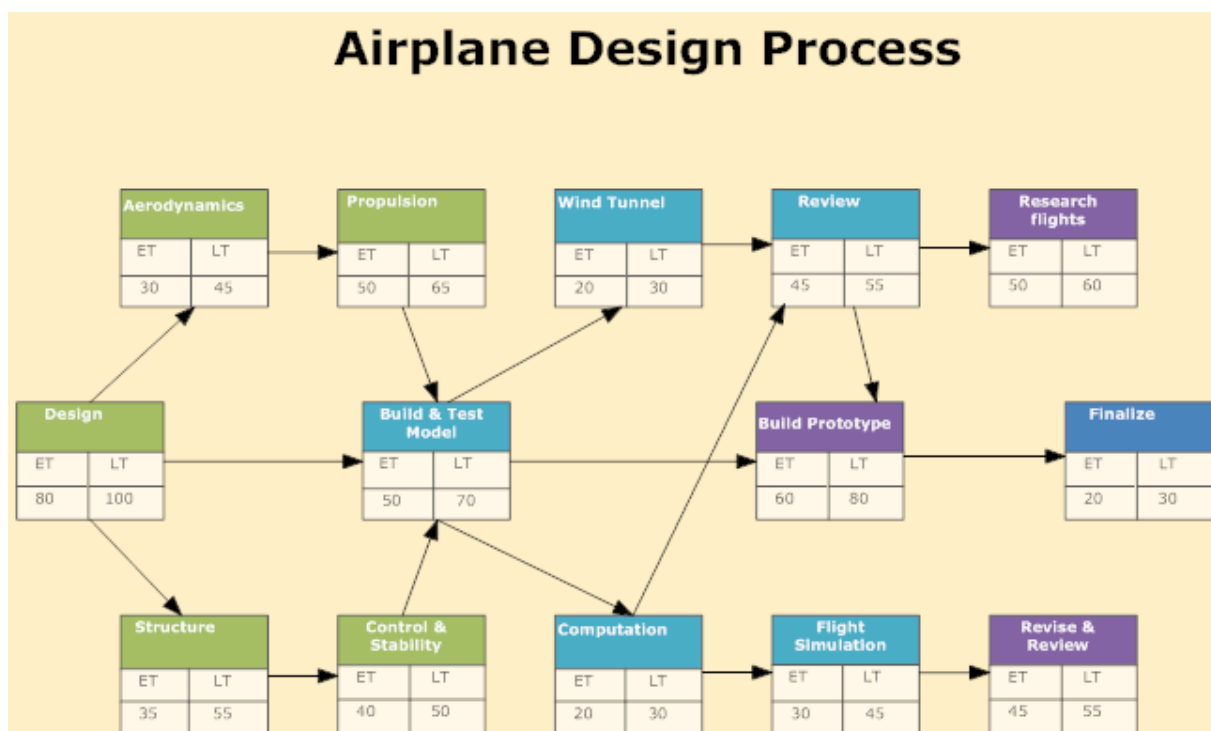 Airplane Design Process
Aerodynamics
ET LT
30 45
Propulsion
ET LT
50 65
Wind Tunnel
ET LT
20 30
Review
ET LT
45 55
Research
flights
ET LT
50 60
Design
ET LT
80 100
Build & Test
Model
ET LT
50 70
Build Prototype
ET LT
60 80
Finalize
ET LT
20 30
Structure
ET LT
35 55
Control &
Stability
ET LT
40 50
Computation
ET LT
20 30
Flight
Simulation
ET LT
30 45
Revise &
Review
ET LT
45 55